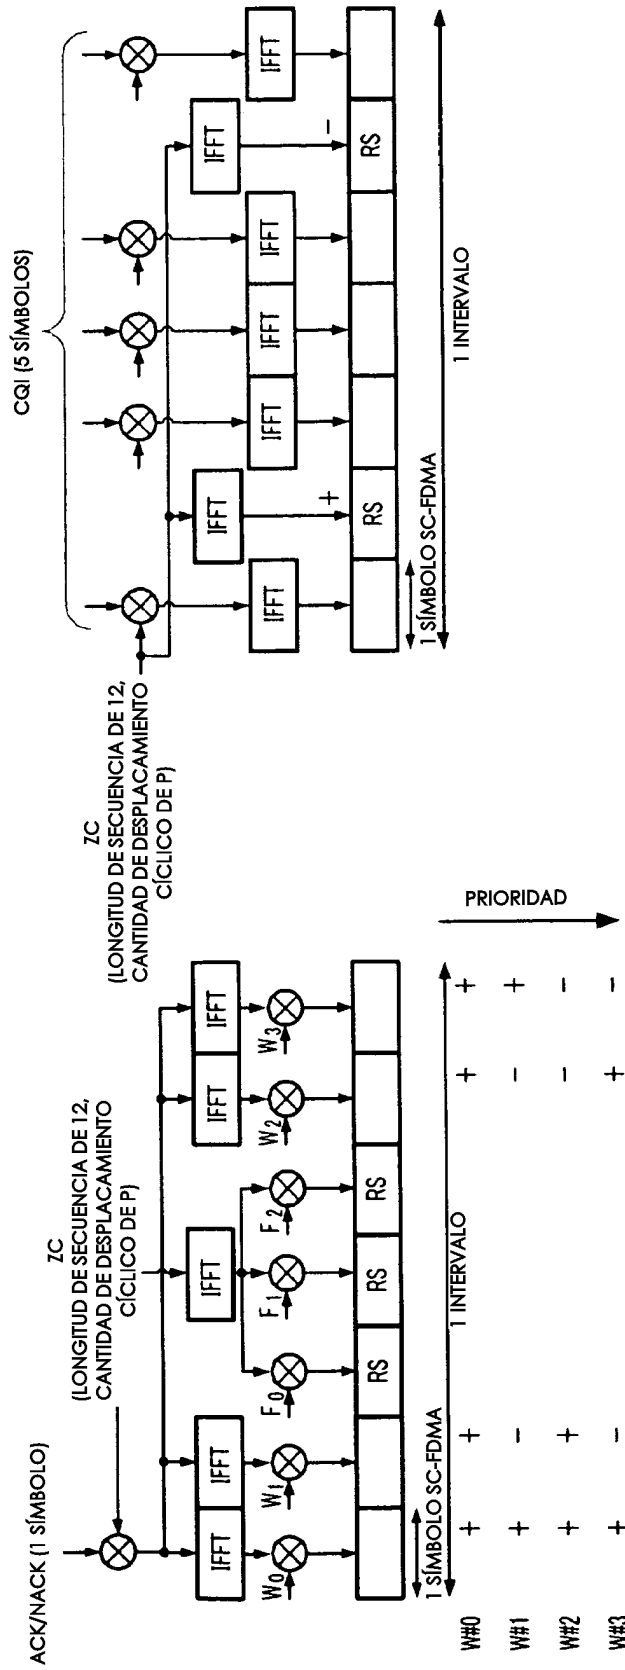 ACK/NACK (1 SÍMBOLO)
ZC
(LONGITUD DE SECUENCIA DE 12,
CANTIDAD DE DESPLACAMIENTO
CÍCLICO DE P)
IFFT IFFT IFFT IFFT IFFT
W0 W1 F0 F1 F2 W2 W3
RS RS RS
1 SÍMBOLO SC-FDMA
1 INTERVALO
W#0 + + + +
W#1 + - - +
W#2 + + - -
W#3 + - + -
PRIORIDAD
CQI (5 SÍMBOLOS)
ZC
(LONGITUD DE SECUENCIA DE 12,
CANTIDAD DE DESPLACAMIENTO
CÍCLICO DE P)
IFFT IFFT
IFFT IFFT IFFT IFFT IFFT
+ -
RS RS
1 SÍMBOLO SC-FDMA
1 INTERVALO